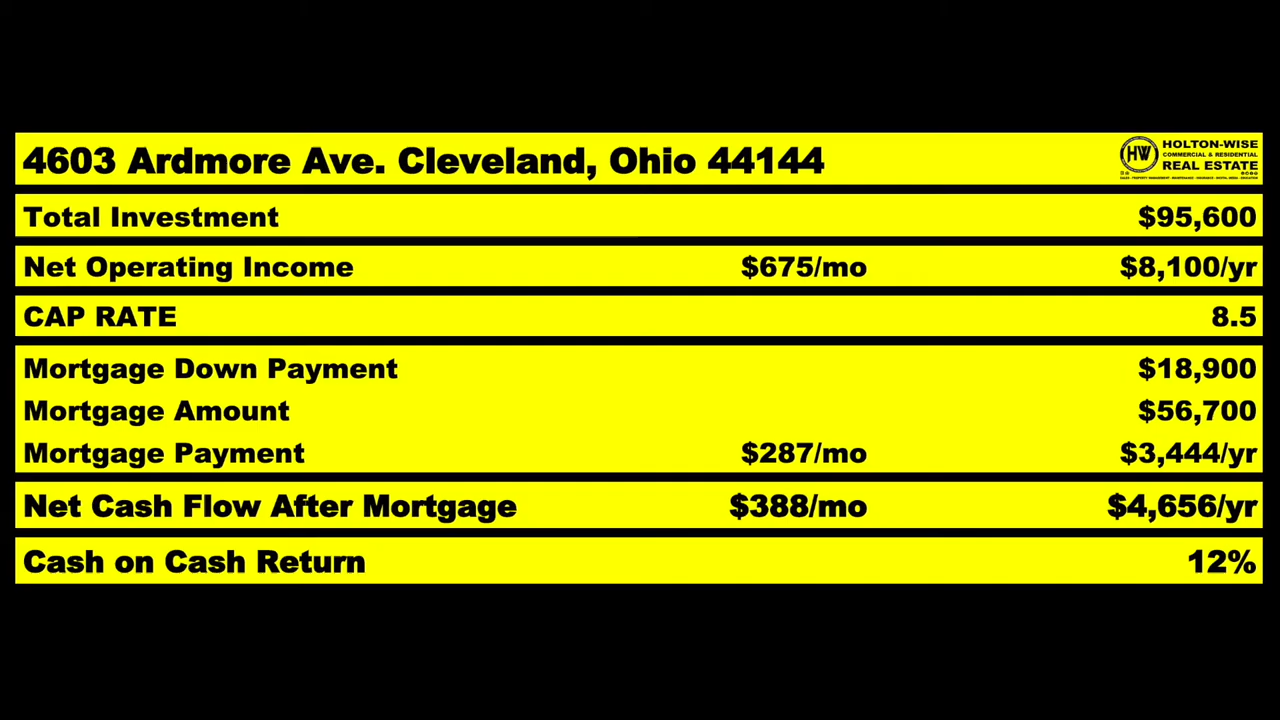 4603 Ardmore Ave. Cleveland, Ohio 44144
HW
HOLTON-WISE
COMMERCIAL & RESIDENTIAL
REAL ESTATE
Total Investment $95,600
Net Operating Income $675/mo $8,100/yr
CAP RATE 8.5
Mortgage Down Payment $18,900
Mortgage Amount $56,700
Mortgage Payment $287/mo $3,444/yr
Net Cash Flow After Mortgage $388/mo $4,656/yr
Cash on Cash Return 12%